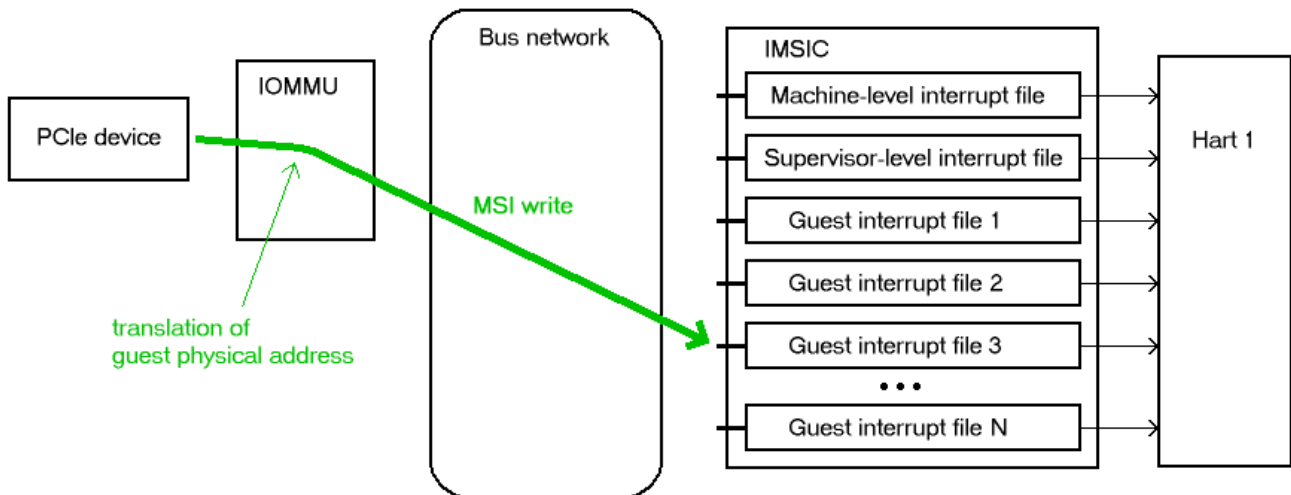 PCIe device
IOMMU
translation of
guest physical address
Bus network
MSI write
IMSIC
Machine-level interrupt file
Supervisor-level interrupt file
Guest interrupt file 1
Guest interrupt file 2
Guest interrupt file 3
•••
Guest interrupt file N
Hart 1